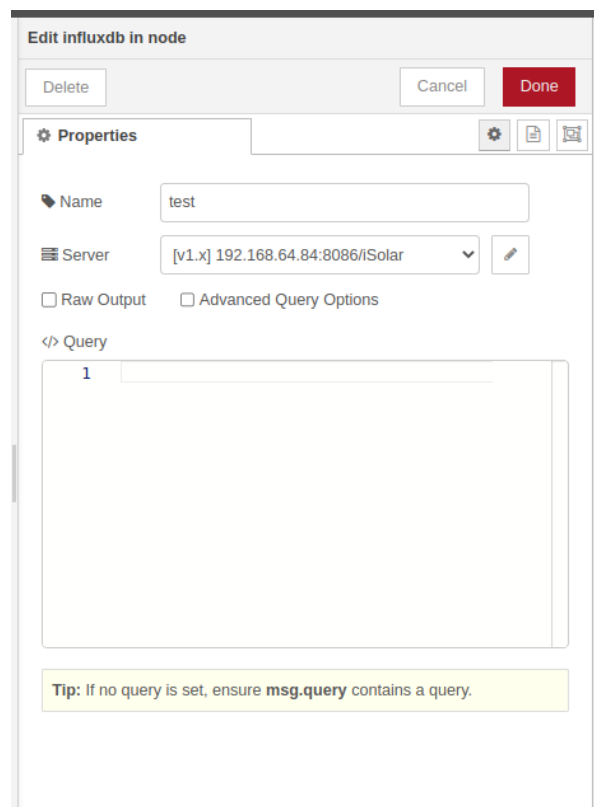 Edit influxdb in node
Delete
Cancel
Done
Properties
Name
test
Server
[v1.x] 192.168.64.84:8086/iSolar
Raw Output
Advanced Query Options
</> Query
1
Tip: If no query is set, ensure msg.query contains a query.